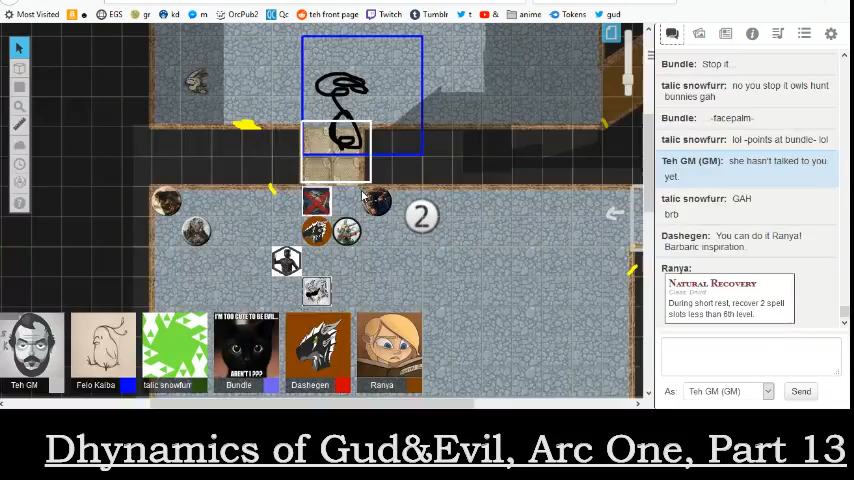 Most Visited EGS gr kd m OrcPub2 Qc teh front page Twitch Tumblr t & anime Tokens gud
Bundle: Stop it..
talic snowfurr: no you stop it owls hunt
bunnies gah
Bundle: -facepalm-
talic snowfurr: lol -points at bundle- lol
Teh GM (GM): she hasn't talked to you
yet.
talic snowfurr: GAH
brb
Dashegen: You can do it Ranya!
Barbaric inspiration.
Ranya:
NATURAL RECOVERY
Class: Druid
During short rest, recover 2 spell
slots less than 6th level.
2
I'M TOO CUTE TO BE EVIL...
AREN'T I ???
Teh GM Felo Kaiba talic snowfurr Bundle Dashegen Ranya
As: Teh GM (GM) Send
Dhynamics of Gud&Evil, Arc One, Part 13